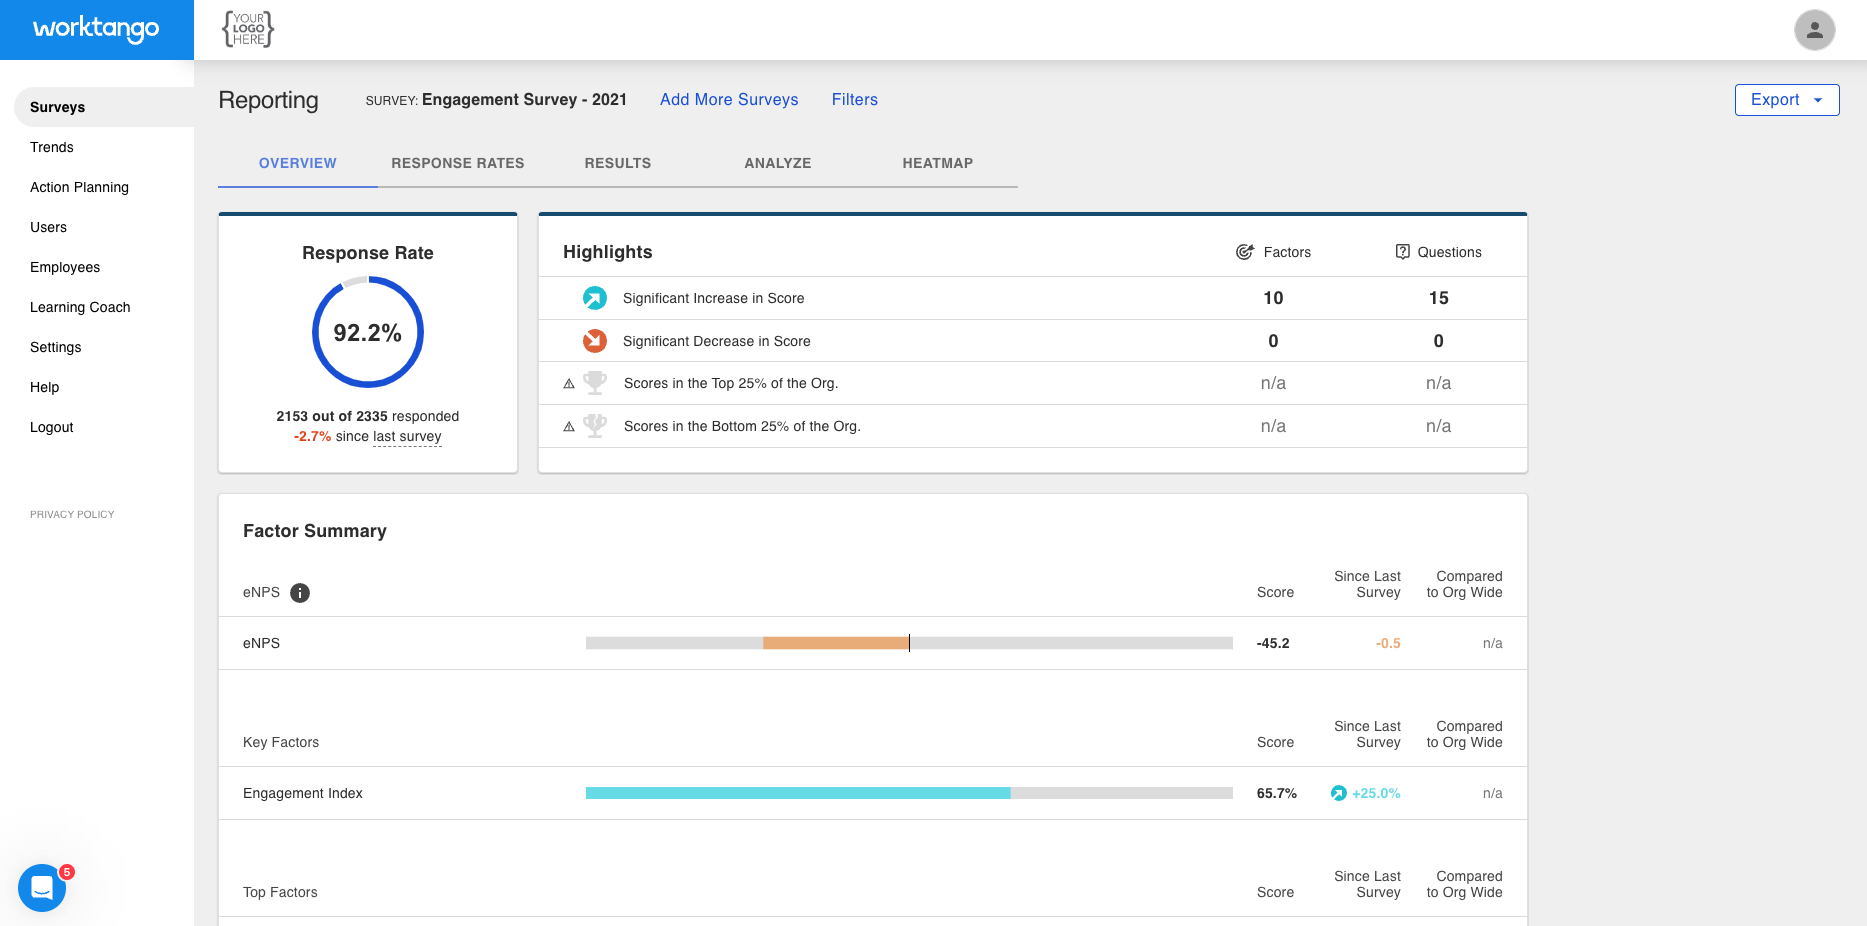 worktango
{YOUR
LOGO
HERE}
Surveys
Trends
Action Planning
Users
Employees
Learning Coach
Settings
Help
Logout
PRIVACY POLICY
5
Reporting
SURVEY: Engagement Survey - 2021
Add More Surveys
Filters
Export
OVERVIEW
RESPONSE RATES
RESULTS
ANALYZE
HEATMAP
Response Rate
92.2%
2153 out of 2335 responded
-2.7% since last survey
Highlights Factors Questions
Significant Increase in Score 10 15
Significant Decrease in Score 0 0
Scores in the Top 25% of the Org. n/a n/a
Scores in the Bottom 25% of the Org. n/a n/a
Factor Summary
Since Last Compared
eNPS Score Survey to Org Wide
eNPS -45.2 -0.5 n/a
Since Last Compared
Key Factors Score Survey to Org Wide
Engagement Index 65.7% +25.0% n/a
Since Last Compared
Top Factors Score Survey to Org Wide